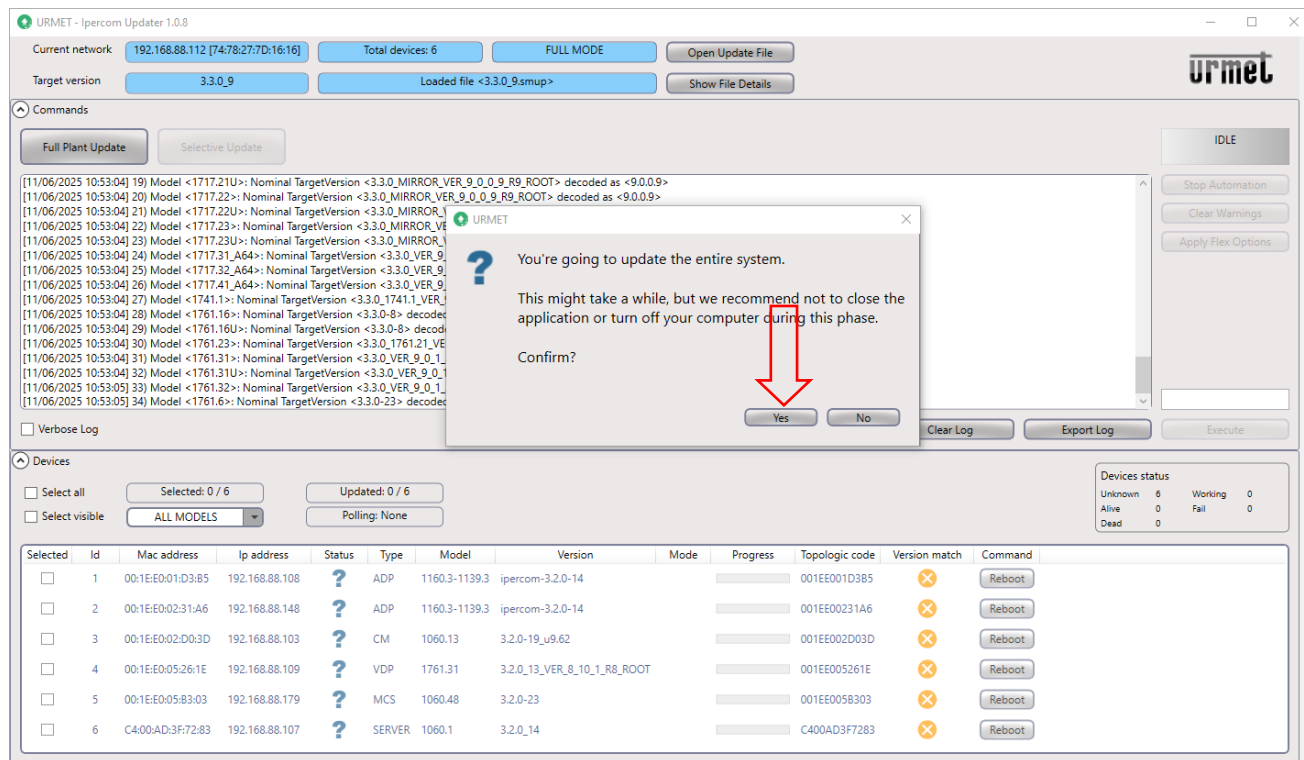 URMET - Ipercom Updater 1.0.8
Current network 192.168.88.112 [74:78:27:7D:16:16] Total devices: 6 FULL MODE Open Update File
urmet
Target version 3.3.0_9 Loaded file <3.3.0_9.smup> Show File Details
Commands
Full Plant Update Selective Update IDLE
[11/06/2025 10:53:04] 19) Model <1717.21U>: Nominal TargetVersion <3.3.0_MIRROR_VER_9_0_0_9_R9_ROOT> decoded as <9.0.0.9>
[11/06/2025 10:53:04] 20) Model <1717.22>: Nominal TargetVersion <3.3.0_MIRROR_VER_9_0_0_9_R9_ROOT> decoded as <9.0.0.9>
[11/06/2025 10:53:04] 21) Model <1717.22U>: Nominal TargetVersion <3.3.0_MIRROR_
[11/06/2025 10:53:04] 22) Model <1717.23>: Nominal TargetVersion <3.3.0_MIRROR_VE
[11/06/2025 10:53:04] 23) Model <1717.23U>: Nominal TargetVersion <3.3.0_MIRROR_
[11/06/2025 10:53:04] 24) Model <1717.31_A64>: Nominal TargetVersion <3.3.0_VER_9_
[11/06/2025 10:53:04] 25) Model <1717.32_A64>: Nominal TargetVersion <3.3.0_VER_9_
[11/06/2025 10:53:04] 26) Model <1717.41_A64>: Nominal TargetVersion <3.3.0_VER_9_
[11/06/2025 10:53:04] 27) Model <1741.1>: Nominal TargetVersion <3.3.0_1741.1_VER_
[11/06/2025 10:53:04] 28) Model <1761.16>: Nominal TargetVersion <3.3.0-8> decoded
[11/06/2025 10:53:04] 29) Model <1761.16U>: Nominal TargetVersion <3.3.0-8> decod
[11/06/2025 10:53:04] 30) Model <1761.23>: Nominal TargetVersion <3.3.0_1761.21_VE
[11/06/2025 10:53:04] 31) Model <1761.31>: Nominal TargetVersion <3.3.0_VER_9_0_1_
[11/06/2025 10:53:04] 32) Model <1761.31U>: Nominal TargetVersion <3.3.0_VER_9_0_1
[11/06/2025 10:53:05] 33) Model <1761.32>: Nominal TargetVersion <3.3.0_VER_9_0_1_
[11/06/2025 10:53:05] 34) Model <1761.6>: Nominal TargetVersion <3.3.0-23> decoded
Stop Automation
Clear Warnings
Apply Flex Options
URMET
You're going to update the entire system.
This might take a while, but we recommend not to close the
application or turn off your computer during this phase.
Confirm?
Yes No
Verbose Log Clear Log Export Log Execute
Devices
Select all Selected: 0 / 6 Updated: 0 / 6
Select visible ALL MODELS Polling: None
Devices status
Unknown 6 Working 0
Alive 0 Fail 0
Dead 0
Selected Id Mac address Ip address Status Type Model Version Mode Progress Topologic code Version match Command
1 00:1E:E0:01:D3:B5 192.168.88.108 ? ADP 1160.3-1139.3 ipercom-3.2.0-14 001EE001D3B5 Reboot
2 00:1E:E0:02:31:A6 192.168.88.148 ? ADP 1160.3-1139.3 ipercom-3.2.0-14 001EE00231A6 Reboot
3 00:1E:E0:02:D0:3D 192.168.88.103 ? CM 1060.13 3.2.0-19_u9.62 001EE002D03D Reboot
4 00:1E:E0:05:26:1E 192.168.88.109 ? VDP 1761.31 3.2.0_13_VER_8_10_1_R8_ROOT 001EE005261E Reboot
5 00:1E:E0:05:B3:03 192.168.88.179 ? MCS 1060.48 3.2.0-23 001EE005B303 Reboot
6 C4:00:AD:3F:72:83 192.168.88.107 ? SERVER 1060.1 3.2.0_14 C400AD3F7283 Reboot